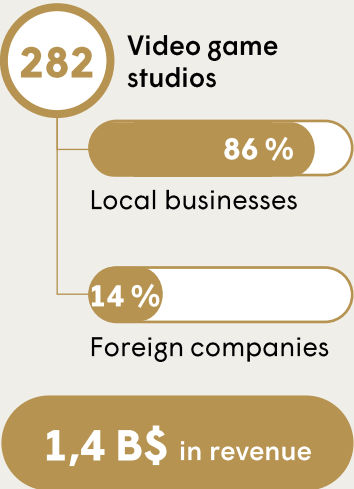 282
Video game
studios
86 %
Local businesses
14 %
Foreign companies
1,4 B$ in revenue